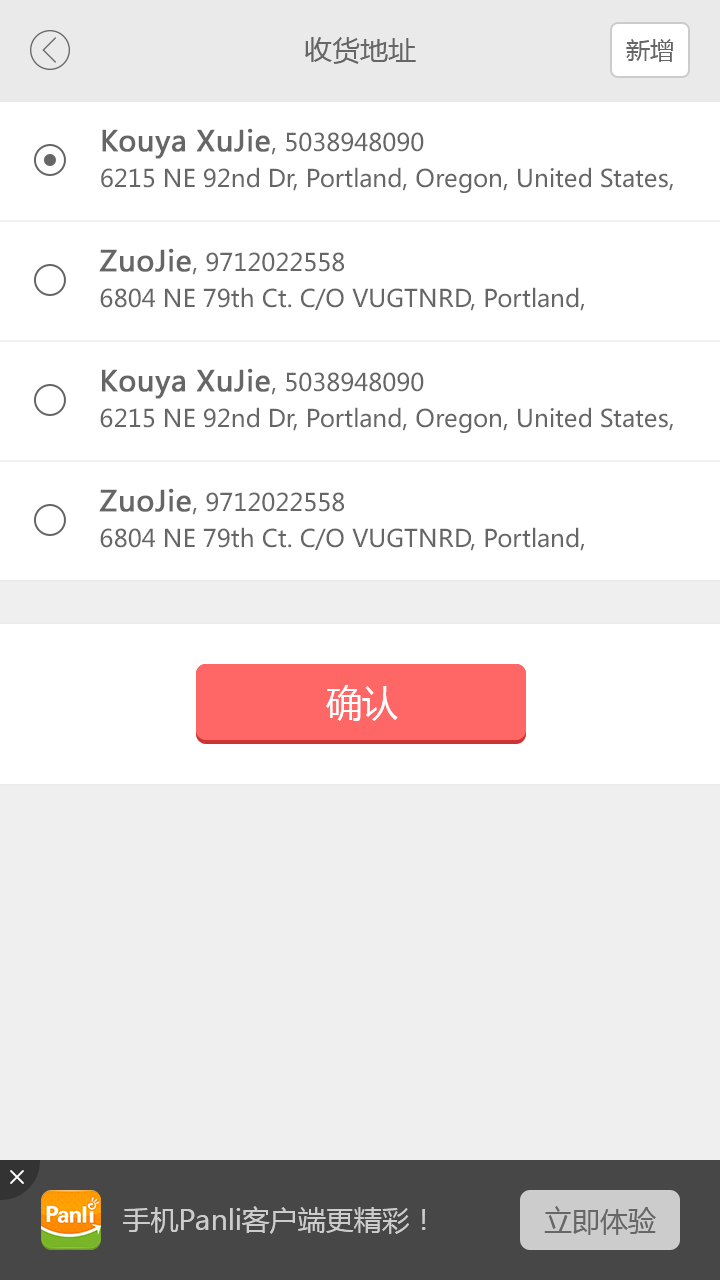 收货地址
新增
Kouya XuJie, 5038948090
6215 NE 92nd Dr, Portland, Oregon, United States,
ZuoJie, 9712022558
6804 NE 79th Ct. C/O VUGTNRD, Portland,
Kouya XuJie, 5038948090
6215 NE 92nd Dr, Portland, Oregon, United States,
ZuoJie, 9712022558
6804 NE 79th Ct. C/O VUGTNRD, Portland,
确认
Panli
手机Panli客户端更精彩！
立即体验